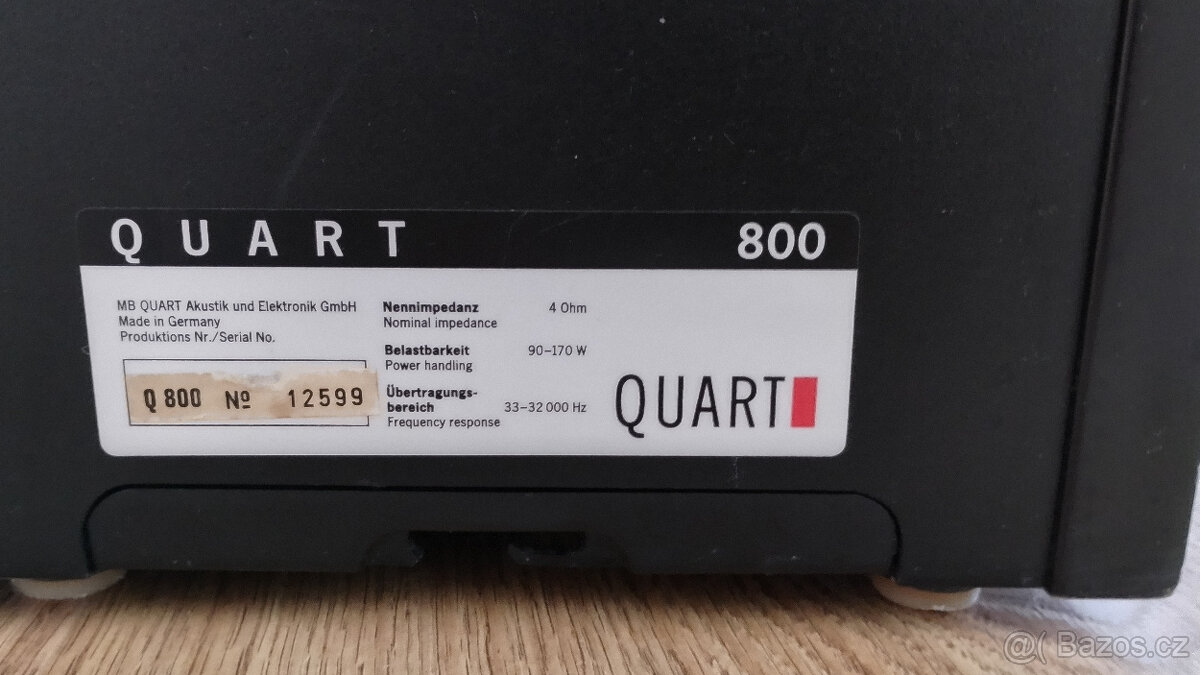 QUART 800
MB QUART Akustik und Elektronik GmbH
Made in Germany
Produktions Nr./Serial No.
Q 800 Nº 12599
Nennimpedanz 4 Ohm
Nominal impedance
Belastbarkeit 90–170 W
Power handling
Übertragungs-
bereich 33–32 000 Hz
Frequency response
QUART
@( Bazos.cz